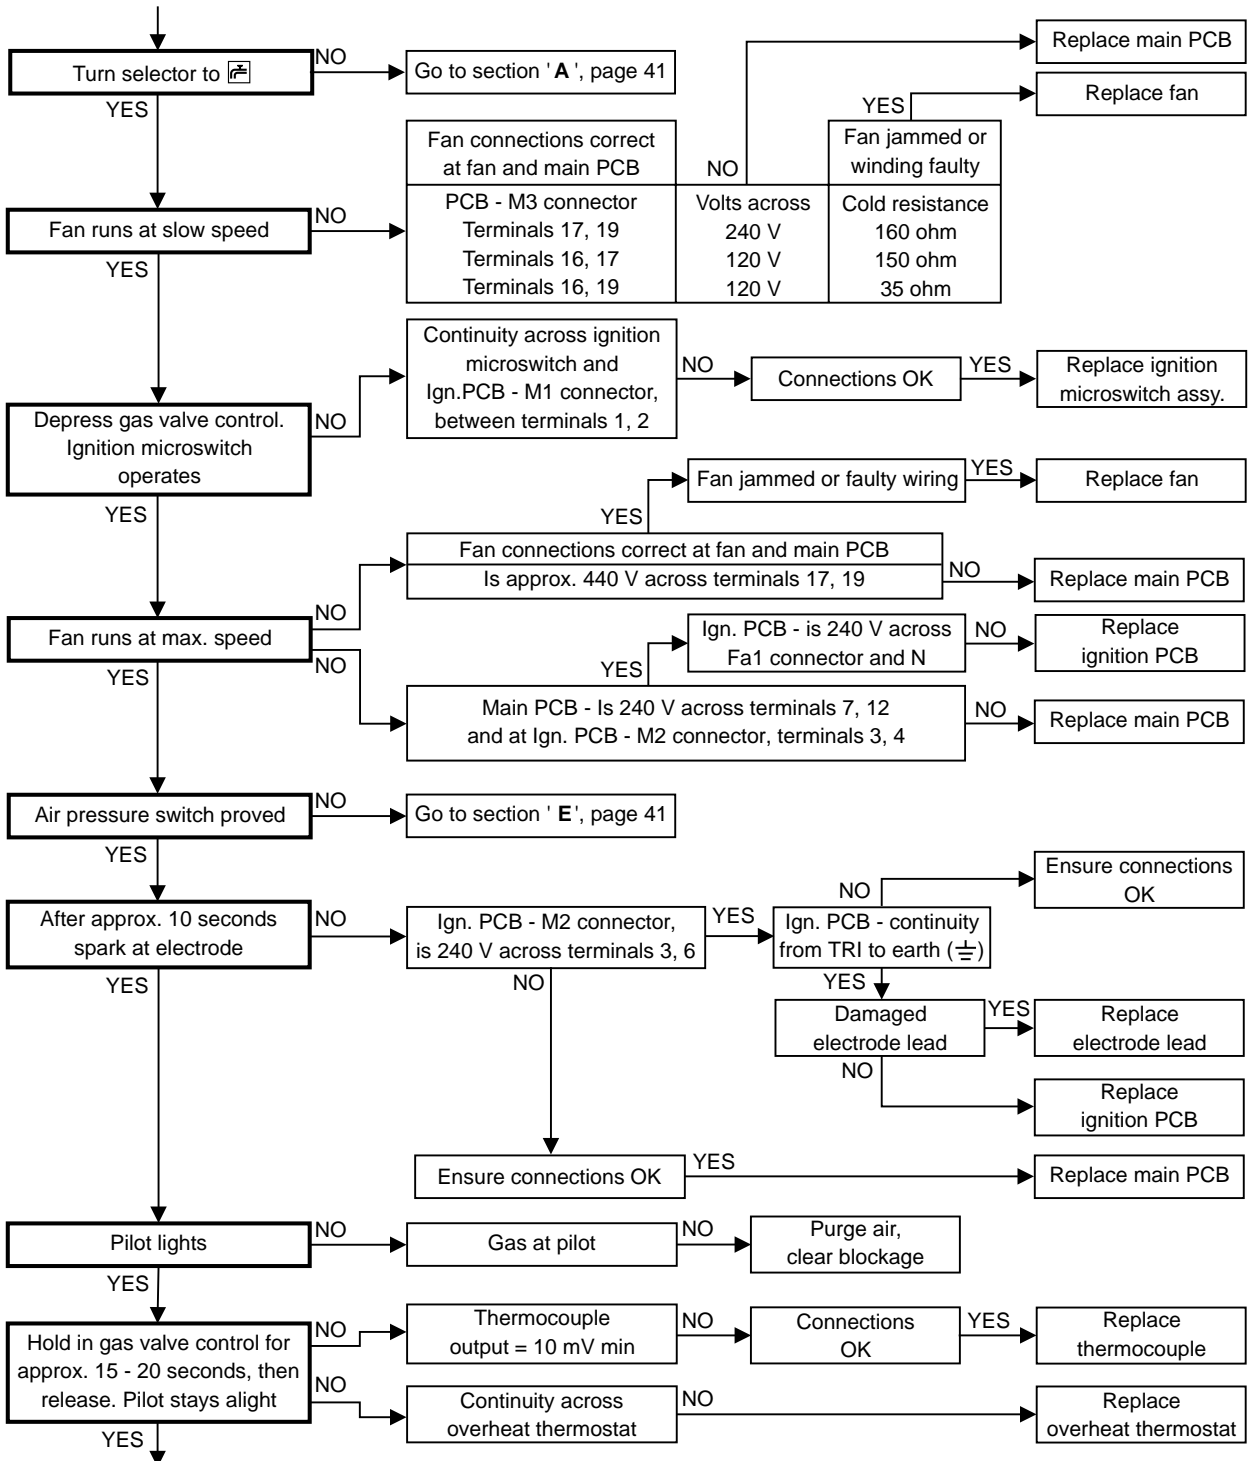 Turn selector to
NO
Go to section ' A ', page 41
Replace main PCB
YES
Replace fan
YES
Fan connections correct
at fan and main PCB
NO
Fan jammed or
winding faulty
Fan runs at slow speed
NO
PCB - M3 connector
Volts across
Cold resistance
Terminals 17, 19
240 V
160 ohm
Terminals 16, 17
120 V
150 ohm
Terminals 16, 19
120 V
35 ohm
YES
Depress gas valve control.
Ignition microswitch
operates
NO
Continuity across ignition
microswitch and
Ign.PCB - M1 connector,
between terminals 1, 2
NO
Connections OK
YES
Replace ignition
microswitch assy.
YES
Fan jammed or faulty wiring
YES
Replace fan
YES
Fan connections correct at fan and main PCB
Is approx. 440 V across terminals 17, 19
NO
Replace main PCB
Fan runs at max. speed
NO
NO
Ign. PCB - is 240 V across
Fa1 connector and N
NO
Replace
ignition PCB
YES
YES
Main PCB - Is 240 V across terminals 7, 12
and at Ign. PCB - M2 connector, terminals 3, 4
NO
Replace main PCB
Air pressure switch proved
NO
Go to section ' E ', page 41
YES
After approx. 10 seconds
spark at electrode
NO
Ign. PCB - M2 connector,
is 240 V across terminals 3, 6
YES
Ign. PCB - continuity
from TRI to earth (⏚)
NO
Ensure connections
OK
YES
NO
YES
Damaged
electrode lead
YES
Replace
electrode lead
NO
Replace
ignition PCB
Ensure connections OK
YES
Replace main PCB
Pilot lights
NO
Gas at pilot
NO
Purge air,
clear blockage
YES
Hold in gas valve control for
approx. 15 - 20 seconds, then
release. Pilot stays alight
NO
Thermocouple
output = 10 mV min
NO
Connections
OK
YES
Replace
thermocouple
NO
Continuity across
overheat thermostat
NO
Replace
overheat thermostat
YES